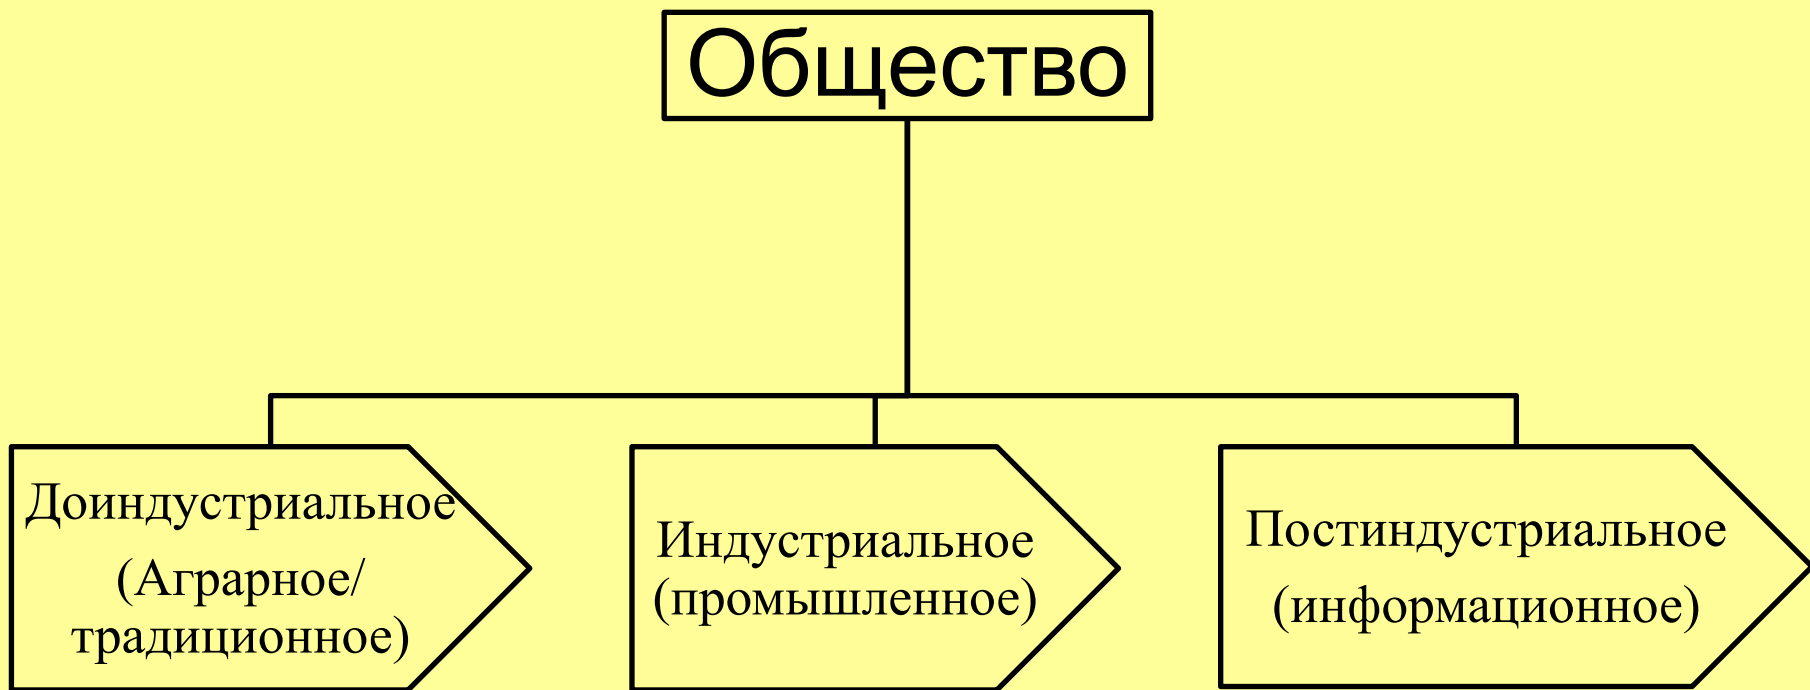 Общество
Доиндустриальное
(Аграрное/
традиционное)
Индустриальное
(промышленное)
Постиндустриальное
(информационное)